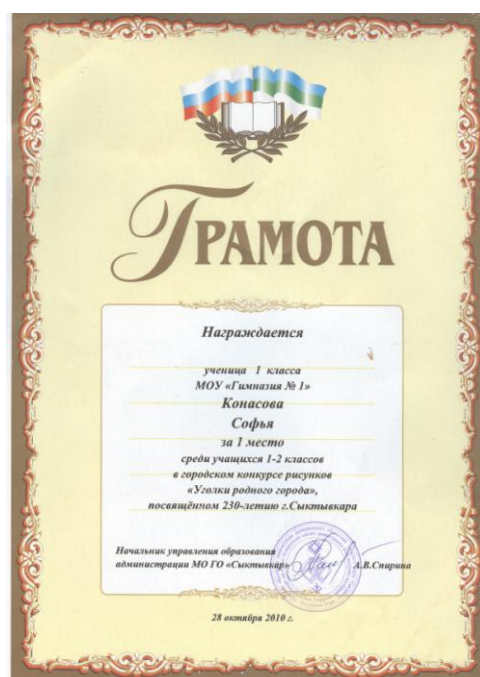 ГРАМОТА
Награждается
ученица 1 класса
МОУ «Гимназия № 1»
Конасова
Софья
за 1 место
среди учащихся 1-2 классов
в городском конкурсе рисунков
«Уголки родного города»,
посвящённом 230-летию г.Сыктывкара
Начальник управления образования
администрации МО ГО «Сыктывкар» А.В.Спирина
28 октября 2010 г.